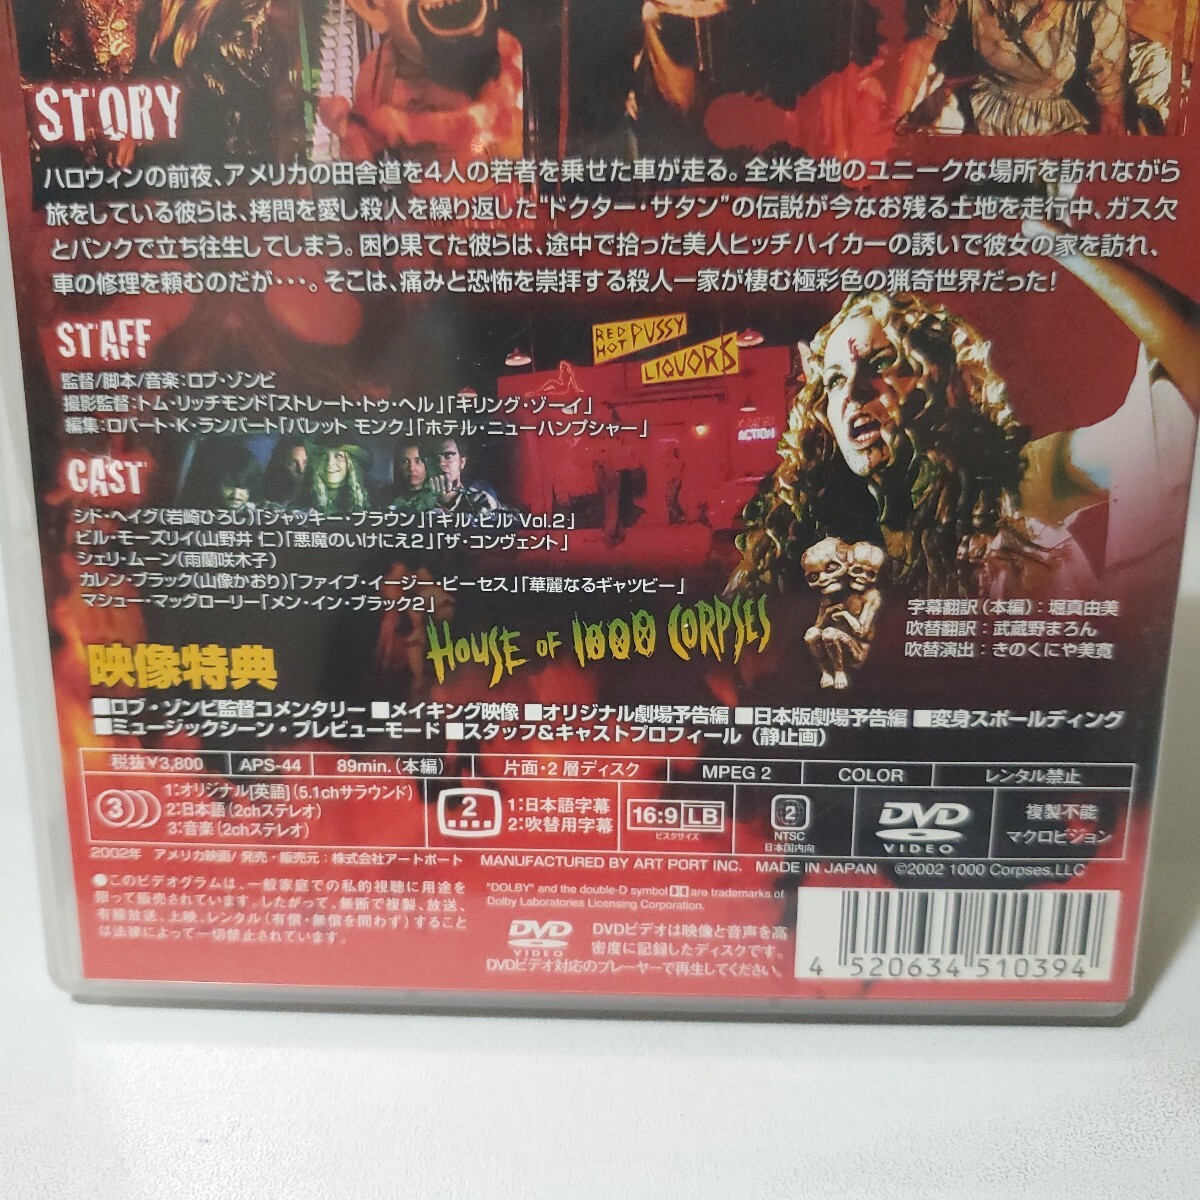 STORY
ハロウィンの前夜、アメリカの田舎道を4人の若者を乗せた車が走る。全米各地のユニークな場所を訪れながら
旅をしている彼らは、拷問を愛し殺人を繰り返した"ドクター・サタン"の伝説が今なお残る土地を走行中、ガス欠
とパンクで立ち往生してしまう。困り果てた彼らは、途中で拾った美人ヒッチハイカーの誘いで彼女の家を訪れ、
車の修理を頼むのだが・・・。そこは、痛みと恐怖を崇拝する殺人一家が棲む極彩色の猟奇世界だった!
RED HOT PUSSY
LIQUORS
ACTION
STAFF
監督/脚本/音楽:ロブ・ゾンビ
撮影監督:トム・リッチモンド「ストレート・トゥ・ヘル」「キリング・ゾーイ」
編集:ロバート・K・ランバート「バレット モンク」「ホテル・ニューハンプシャー」
CAST
シド・ヘイグ(岩崎ひろし)「ジャッキー・ブラウン」「キル・ビル Vol.2」
ビル・モーズリィ(山野井 仁)「悪魔のいけにえ2」「ザ・コンヴェント」
シェリ・ムーン(雨蘭咲木子)
カレン・ブラック(山像かおり)「ファイブ・イージー・ピーセス」「華麗なるギャツビー」
マシュー・マッグローリー「メン・イン・ブラック2」
HOUSE OF 1000 CORPSES
字幕翻訳(本編):堀真由美
吹替翻訳:武蔵野まろん
吹替演出:きのくにや美寛
映像特典
■ロブ・ゾンビ監督コメンタリー ■メイキング映像 ■オリジナル劇場予告編 ■日本版劇場予告編 ■変身スポールディング
■ミュージックシーン・プレビューモード ■スタッフ&キャストプロフィール(静止画)
税抜¥3,800 APS-44 89min.(本編) 片面・2層ディスク MPEG 2 COLOR レンタル禁止
3
1:オリジナル[英語](5.1chサラウンド)
2:日本語(2chステレオ)
3:音楽(2chステレオ)
2
1:日本語字幕
2:吹替用字幕
16:9 LB
ビスタサイズ
2
NTSC
日本国内向
DVD
VIDEO
複製不能
マクロビジョン
2002年 アメリカ映画/発売・販売元:株式会社アートポート MANUFACTURED BY ART PORT INC. MADE IN JAPAN ©2002 1000 Corpses, LLC
●このビデオグラムは、一般家庭での私的視聴に用途を
限って販売されています。したがって、無断で複製、放送、
有線放送、上映、レンタル(有償・無償を問わず)すること
は法律によって一切禁止されています。
"DOLBY" and the double-D symbol are trademarks of
Dolby Laboratories Licensing Corporation.
DVD
VIDEO
DVDビデオは映像と音声を高
密度に記録したディスクです。
DVDビデオ対応のプレーヤーで再生してください。
4 520634 510394